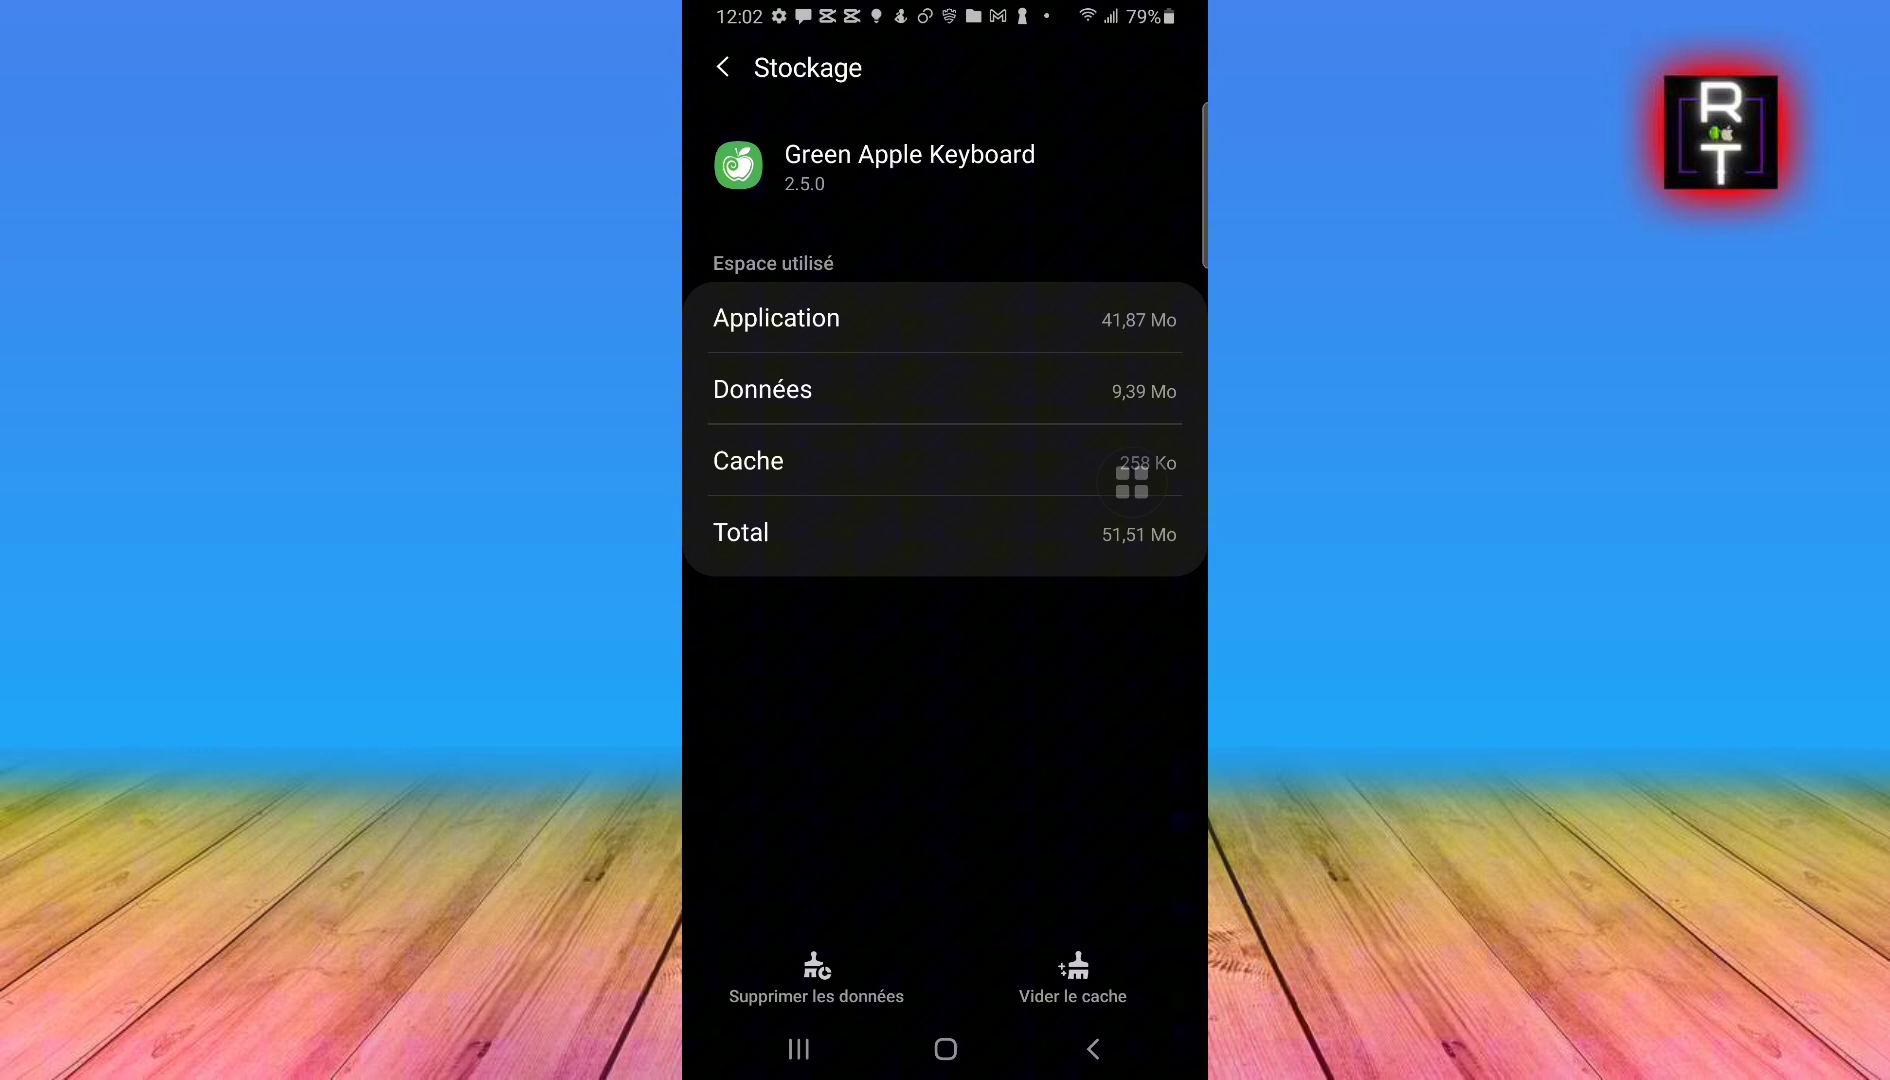 12:02 79%
Stockage
Green Apple Keyboard
2.5.0
Espace utilisé
Application 41,87 Mo
Données 9,39 Mo
Cache 258 Ko
Total 51,51 Mo
Supprimer les données Vider le cache
R
T